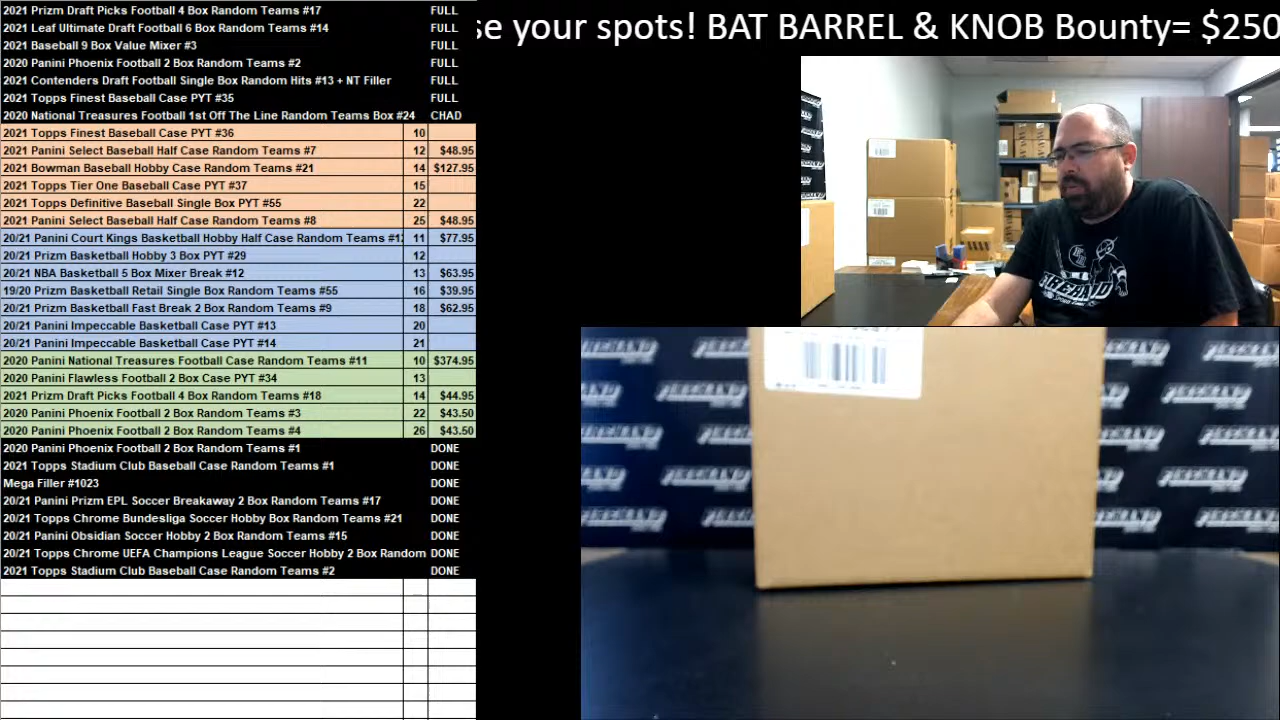 2021 Prizm Draft Picks Football 4 Box Random Teams #17 FULL
2021 Leaf Ultimate Draft Football 6 Box Random Teams #14 FULL
2021 Baseball 9 Box Value Mixer #3 FULL
2020 Panini Phoenix Football 2 Box Random Teams #2 FULL
2021 Contenders Draft Football Single Box Random Hits #13 + NT Filler FULL
2021 Topps Finest Baseball Case PYT #35 FULL
2020 National Treasures Football 1st Off The Line Random Teams Box #24 CHAD
2021 Topps Finest Baseball Case PYT #36 10
2021 Panini Select Baseball Half Case Random Teams #7 12 $48.95
2021 Bowman Baseball Hobby Case Random Teams #21 14 $127.95
2021 Topps Tier One Baseball Case PYT #37 15
2021 Topps Definitive Baseball Single Box PYT #55 22
2021 Panini Select Baseball Half Case Random Teams #8 25 $48.95
20/21 Panini Court Kings Basketball Hobby Half Case Random Teams #1 11 $77.95
20/21 Prizm Basketball Hobby 3 Box PYT #29 12
20/21 NBA Basketball 5 Box Mixer Break #12 13 $63.95
19/20 Prizm Basketball Retail Single Box Random Teams #55 16 $39.95
20/21 Prizm Basketball Fast Break 2 Box Random Teams #9 18 $62.95
20/21 Panini Impeccable Basketball Case PYT #13 20
20/21 Panini Impeccable Basketball Case PYT #14 21
2020 Panini National Treasures Football Case Random Teams #11 10 $374.95
2020 Panini Flawless Football 2 Box Case PYT #34 13
2021 Prizm Draft Picks Football 4 Box Random Teams #18 14 $44.95
2020 Panini Phoenix Football 2 Box Random Teams #3 22 $43.50
2020 Panini Phoenix Football 2 Box Random Teams #4 26 $43.50
2020 Panini Phoenix Football 2 Box Random Teams #1 DONE
2021 Topps Stadium Club Baseball Case Random Teams #1 DONE
Mega Filler #1023 DONE
20/21 Panini Prizm EPL Soccer Breakaway 2 Box Random Teams #17 DONE
20/21 Topps Chrome Bundesliga Soccer Hobby Box Random Teams #21 DONE
20/21 Panini Obsidian Soccer Hobby 2 Box Random Teams #15 DONE
20/21 Topps Chrome UEFA Champions League Soccer Hobby 2 Box Random DONE
2021 Topps Stadium Club Baseball Case Random Teams #2 DONE
se your spots! BAT BARREL & KNOB Bounty= $250